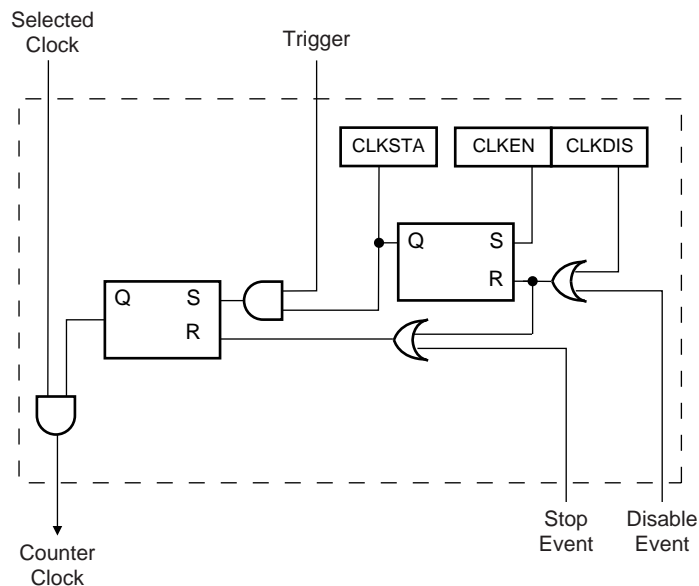 Selected
Clock
Trigger
CLKSTA
CLKEN
CLKDIS
Q
S
R
Q
S
R
Stop
Event
Disable
Event
Counter
Clock